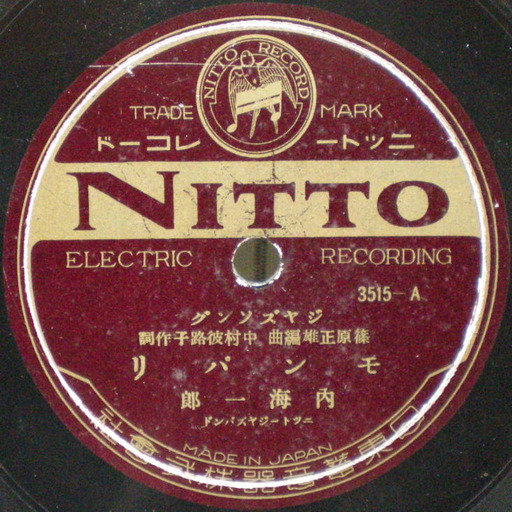 NITTO RECORD
TRADE MARK
ニットー レコード
NITTO
ELECTRIC RECORDING
3515-A
ジヤズソング
篠原正雄編曲 中村彼路子作詞
モンパリ
内海一郎
ニツトージヤズバンド
MADE IN JAPAN
日東蓄音器株式會社